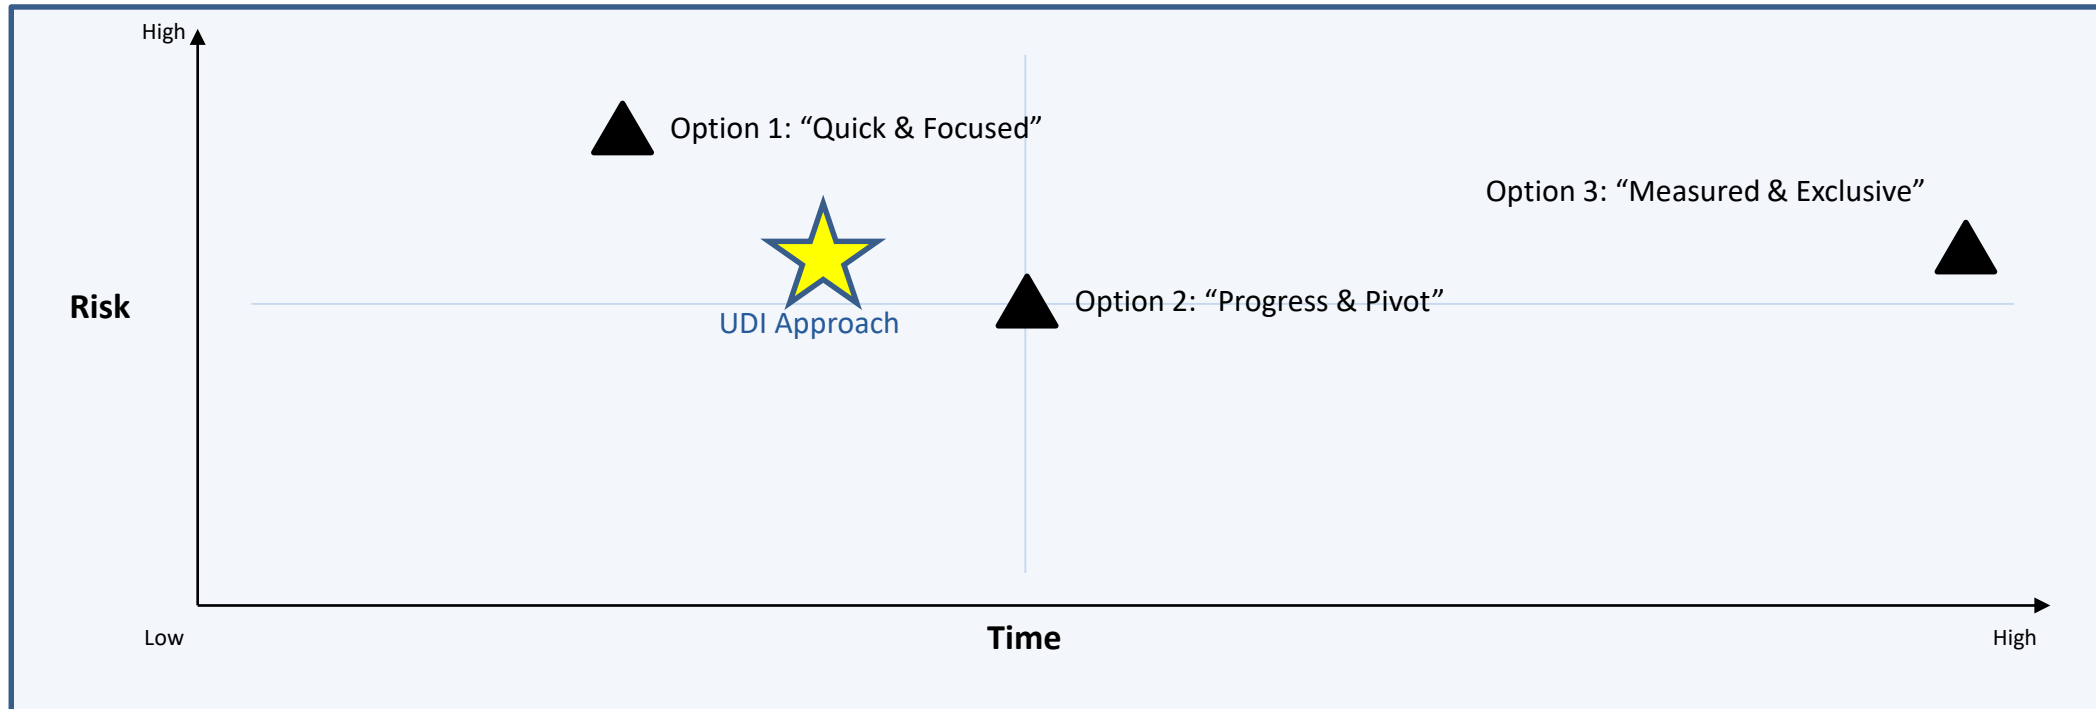 High
Option 1: “Quick & Focused”
Option 3: “Measured & Exclusive”
Risk
Option 2: “Progress & Pivot”
UDI Approach
Low
Time
High